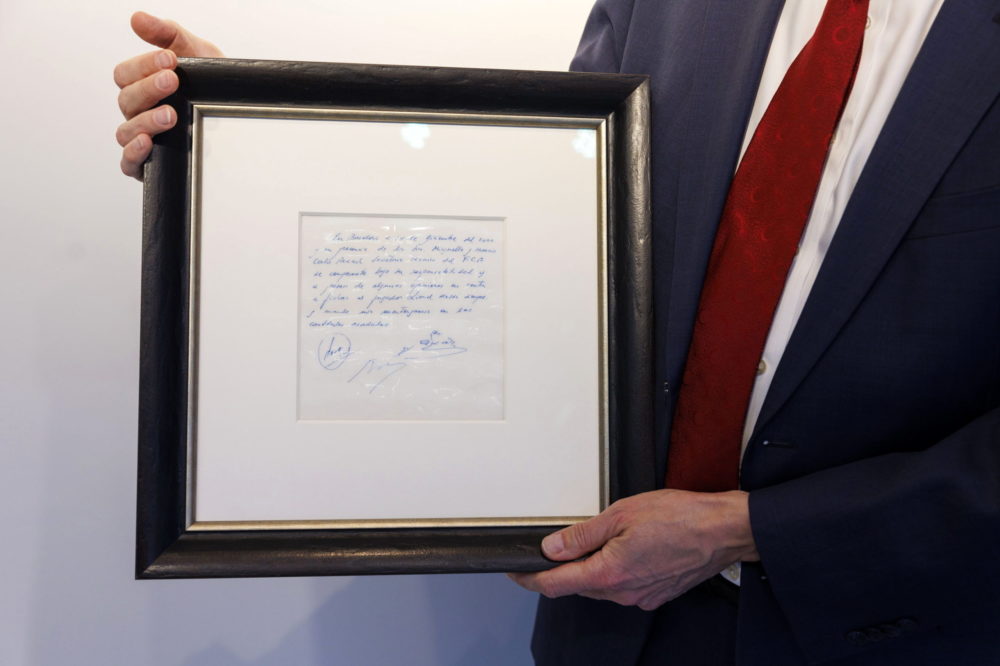 En Barcelona a 14 de Diciembre del 2000
y en presencia de los Sres. Minguella y Horacio
Carles Rexach Secretario técnico del F.C.B
se compromete bajo su responsabilidad y
a pesar de algunas opiniones en contra
a fichar al jugador Lionel Messi
y cuando nos mantengamos en las
cantidades acordadas